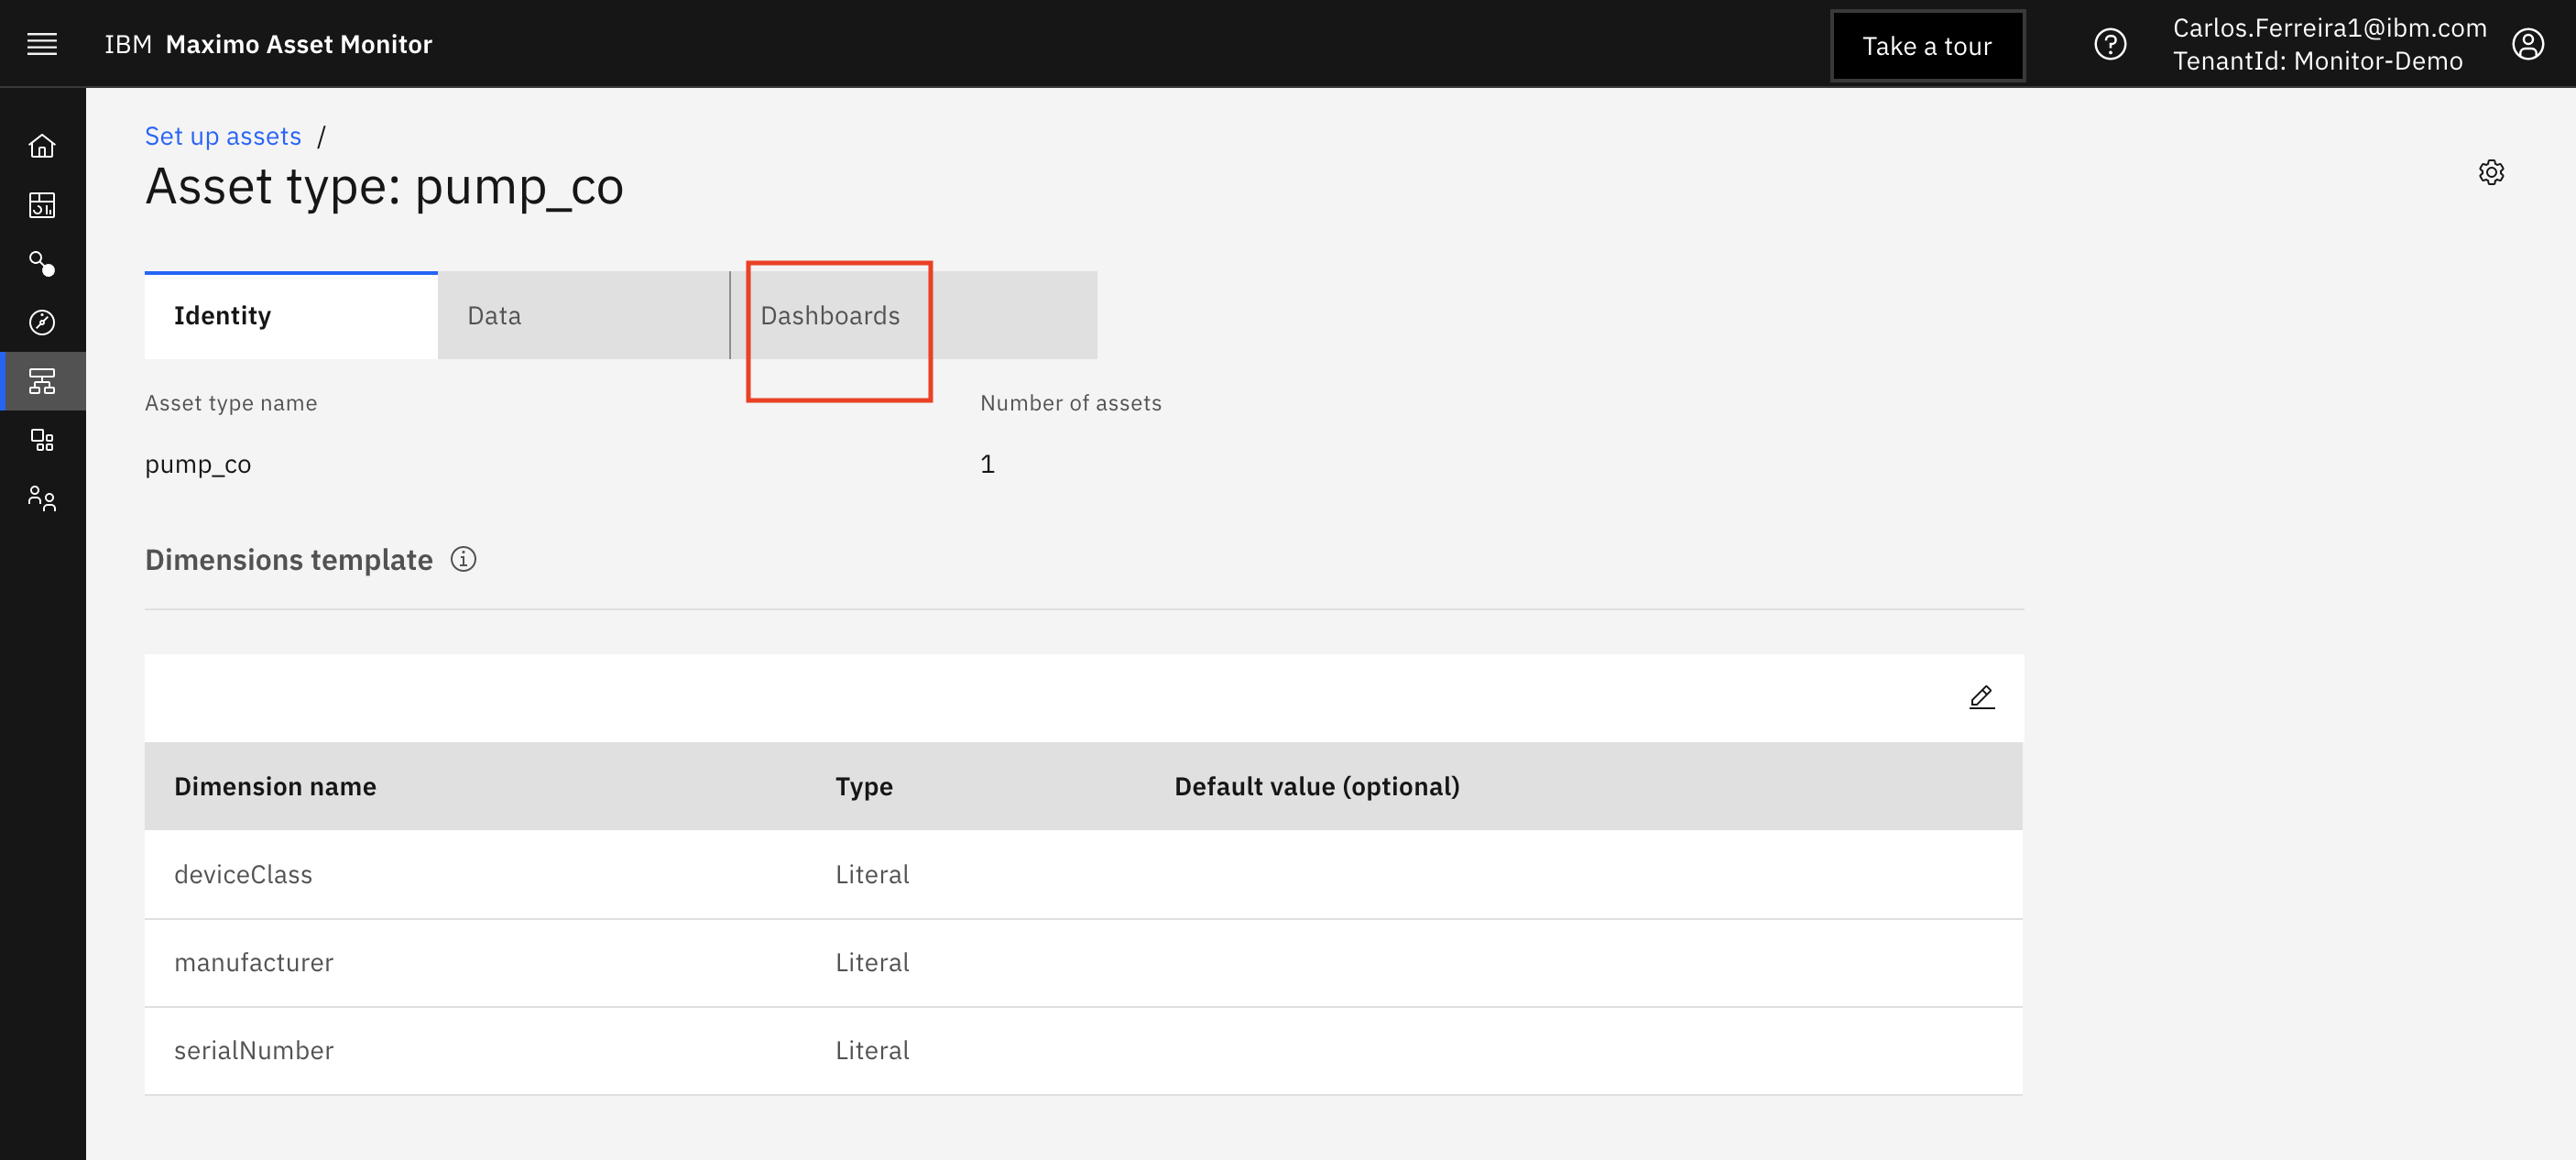 IBM Maximo Asset Monitor
Take a tour
Carlos.Ferreira1@ibm.com
TenantId: Monitor-Demo
Set up assets /
Asset type: pump_co
Identity Data Dashboards
Asset type name Number of assets
pump_co 1
Dimensions template
Dimension name Type Default value (optional)
deviceClass Literal
manufacturer Literal
serialNumber Literal